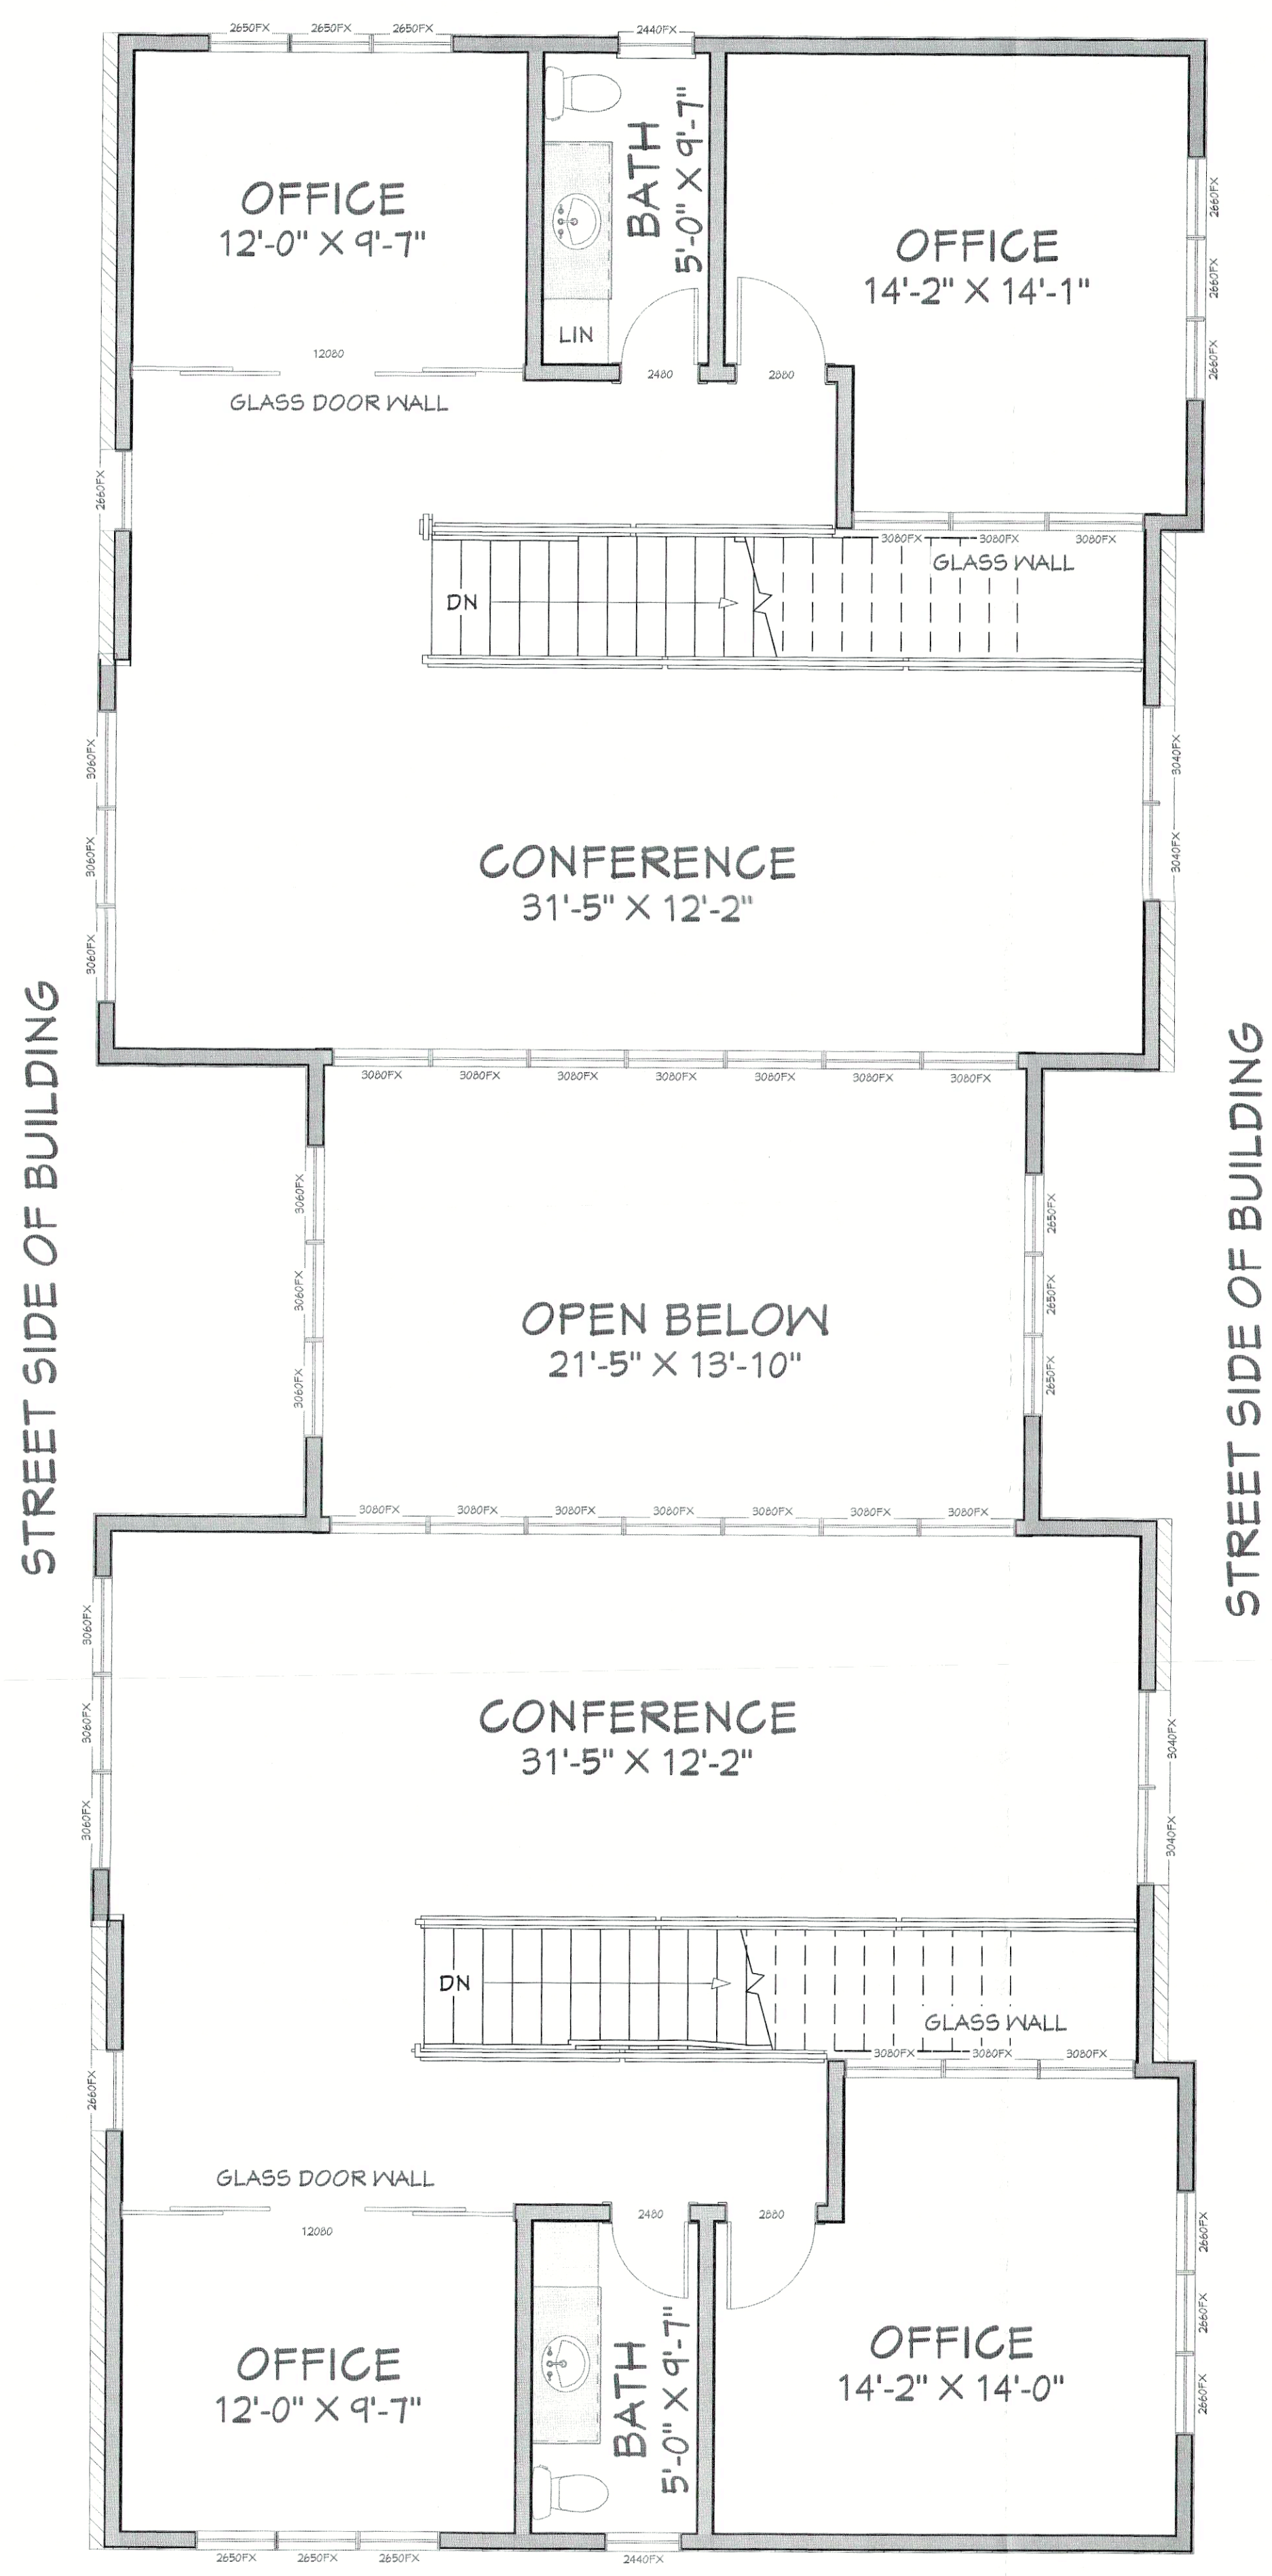 2650FX 2650FX 2650FX
2440FX
OFFICE
12'-0" X 9'-7"
BATH
5'-0" X 9'-7"
LIN
OFFICE
14'-2" X 14'-1"
2660FX
2660FX
2660FX
12080
GLASS DOOR WALL
2480
2880
2660FX
3080FX 3080FX 3080FX
GLASS WALL
DN
3060FX
3060FX
3060FX
3040FX
3040FX
CONFERENCE
31'-5" X 12'-2"
3080FX 3080FX 3080FX 3080FX 3080FX 3080FX 3080FX
STREET SIDE OF BUILDING
STREET SIDE OF BUILDING
3060FX
3060FX
3060FX
2650FX
2650FX
2650FX
OPEN BELOW
21'-5" X 13'-10"
3080FX 3080FX 3080FX 3080FX 3080FX 3080FX 3080FX
3060FX
3060FX
3060FX
3040FX
3040FX
CONFERENCE
31'-5" X 12'-2"
DN
GLASS WALL
3080FX 3080FX 3080FX
2660FX
GLASS DOOR WALL
12080
2480
2880
2660FX
2660FX
2660FX
OFFICE
12'-0" X 9'-7"
BATH
5'-0" X 9'-7"
OFFICE
14'-2" X 14'-0"
2650FX 2650FX 2650FX
2440FX